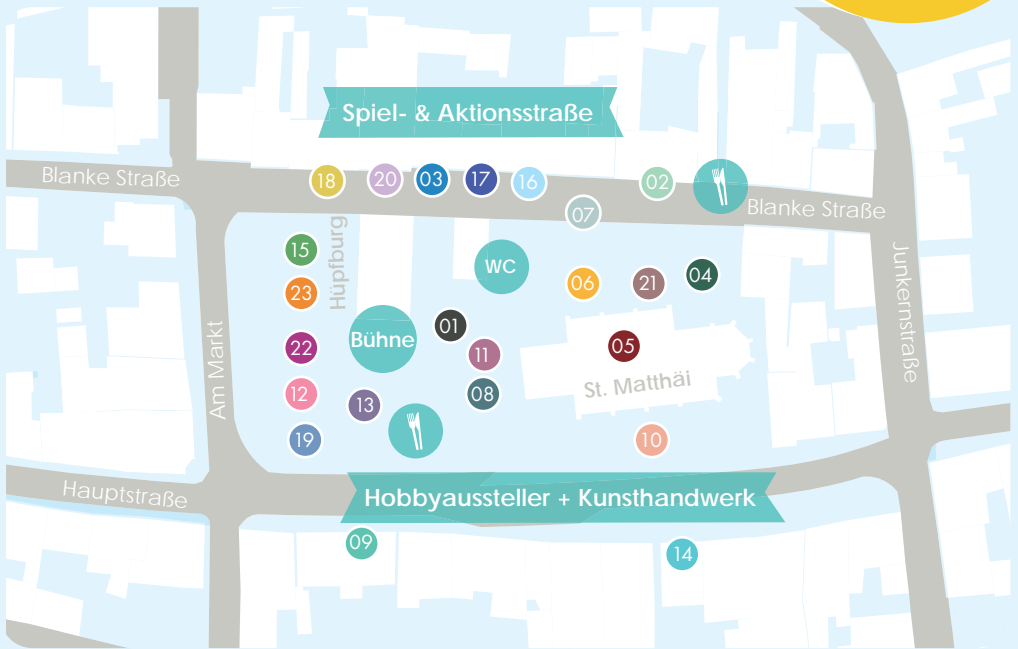 Spiel- & Aktionsstraße
Blanke Straße
18
20
03
17
16
02
07
Blanke Straße
15
Hüpfburg
WC
23
06
21
04
Junkernstraße
Bühne
01
22
11
05
Am Markt
St. Matthäi
12
13
08
19
10
Hauptstraße
Hobbyaussteller + Kunsthandwerk
09
14